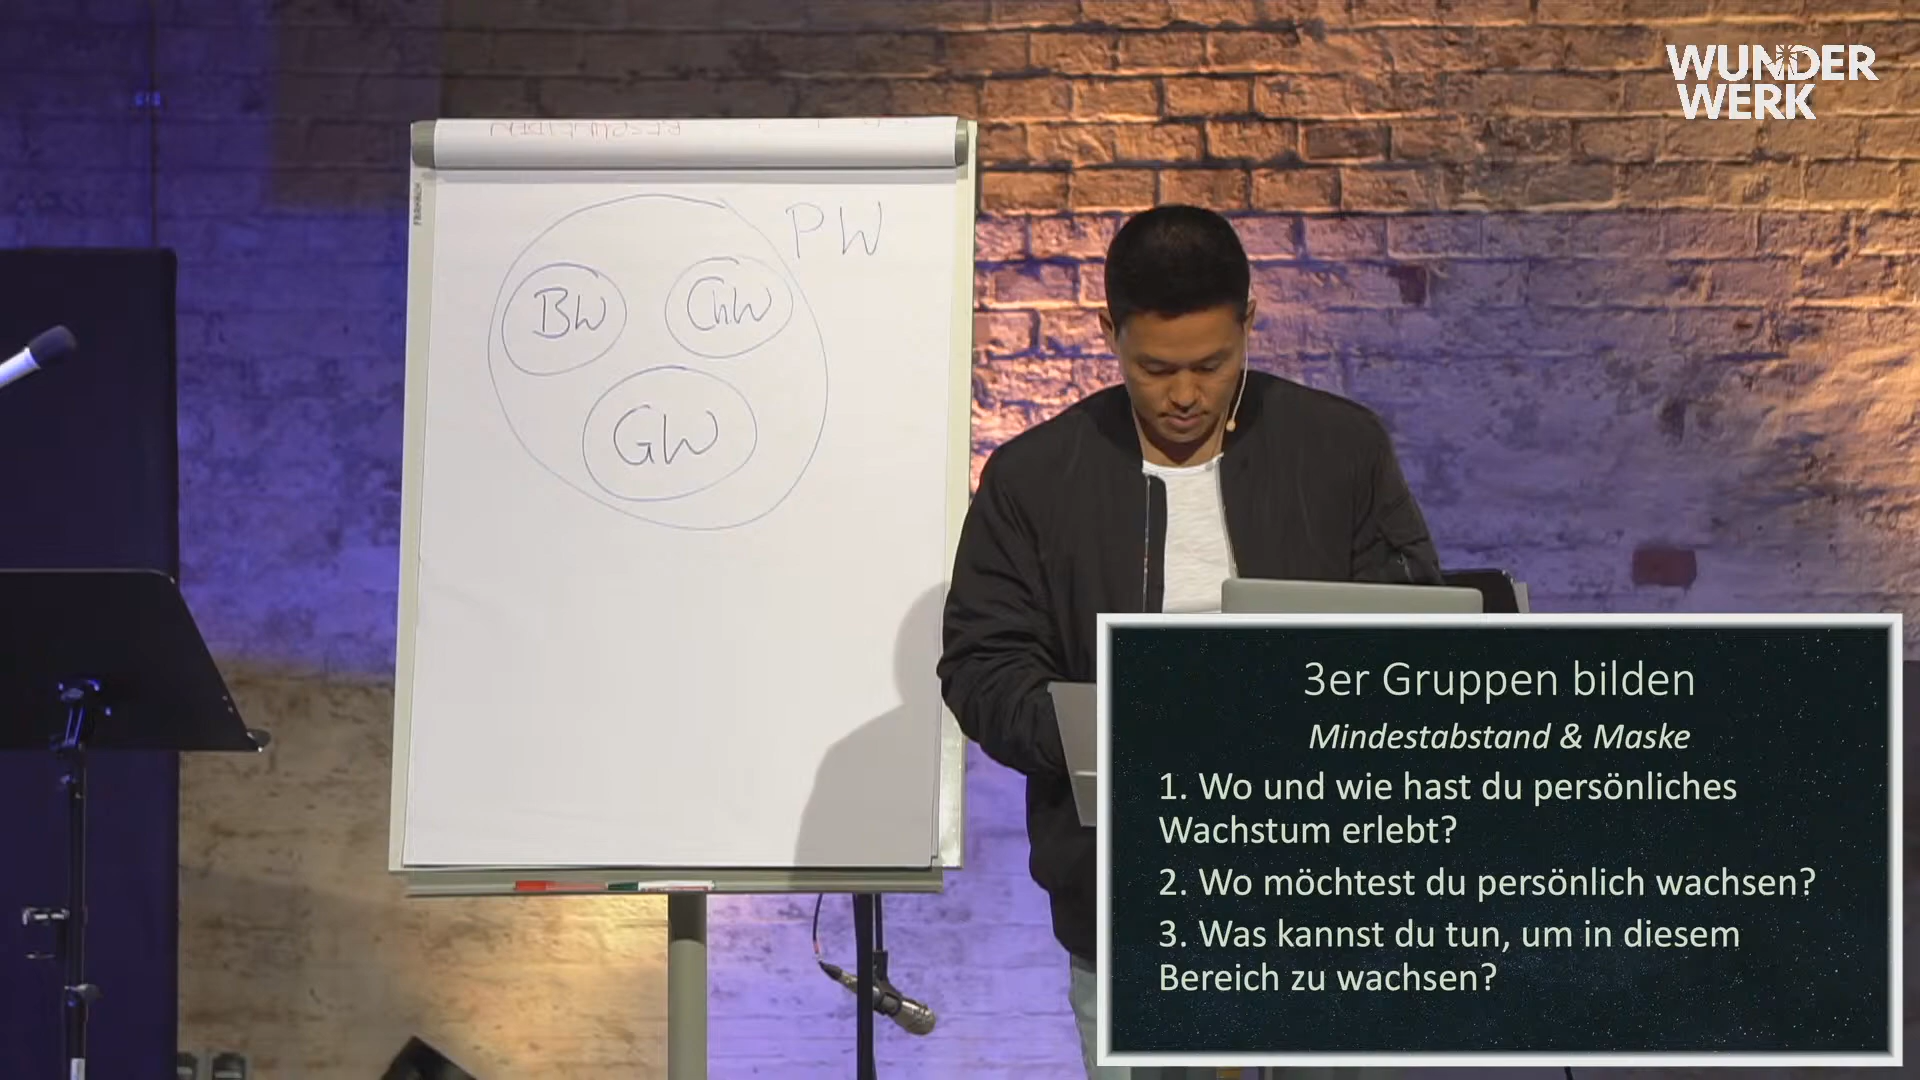 WUNDER
WERK
PW
BW
ChW
GW
3er Gruppen bilden
Mindestabstand & Maske
1. Wo und wie hast du persönliches
Wachstum erlebt?
2. Wo möchtest du persönlich wachsen?
3. Was kannst du tun, um in diesem
Bereich zu wachsen?